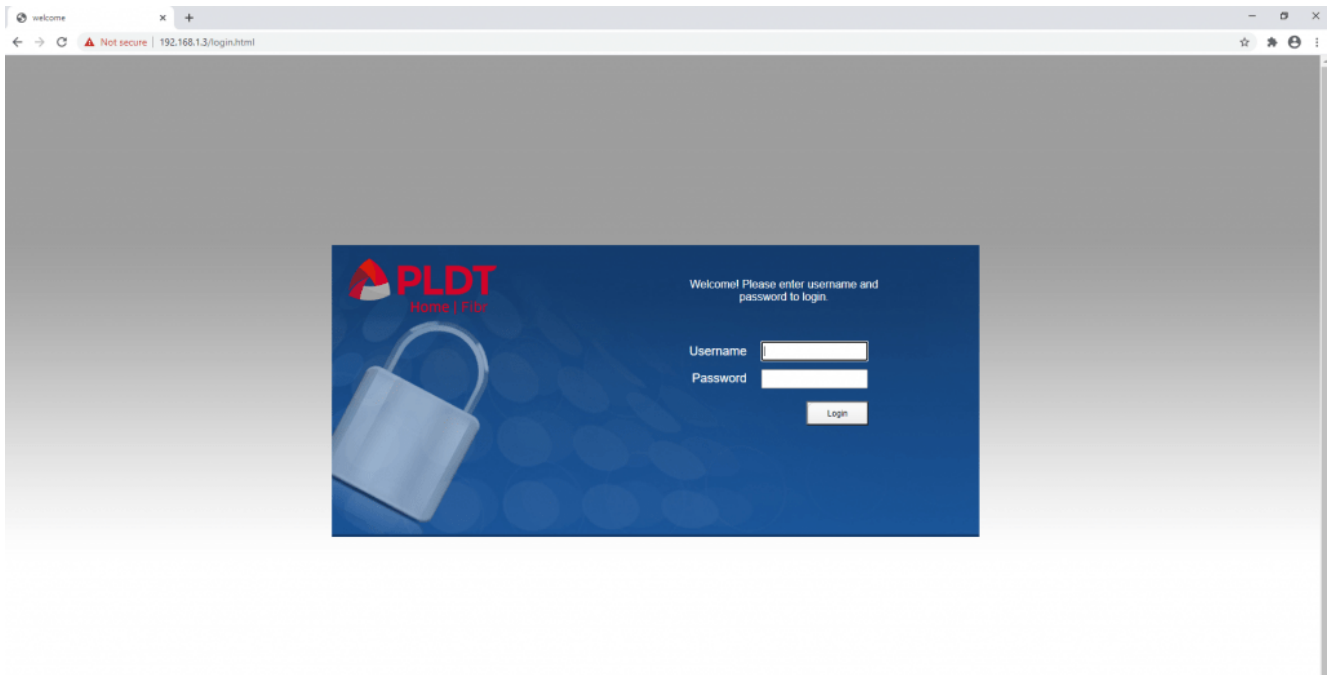 welcome
Not secure | 192.168.1.3/login.html
PLDT
Home | Fibr
Welcome! Please enter username and
password to login.
Username
Password
Login